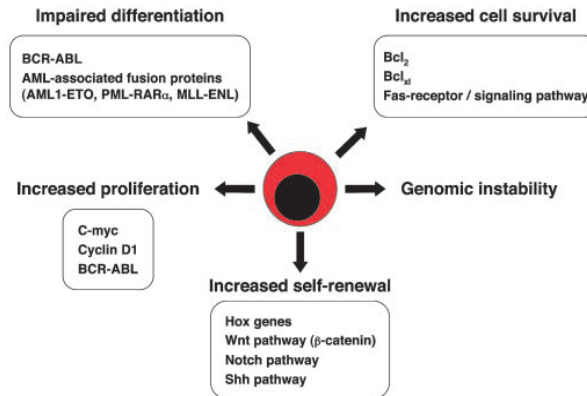 Impaired differentiation
BCR-ABL
AML-associated fusion proteins
(AML1-ETO, PML-RARα, MLL-ENL)
Increased cell survival
Bcl₂
Bclₓₗ
Fas-receptor / signaling pathway
Increased proliferation
C-myc
Cyclin D1
BCR-ABL
Genomic instability
Increased self-renewal
Hox genes
Wnt pathway (β-catenin)
Notch pathway
Shh pathway